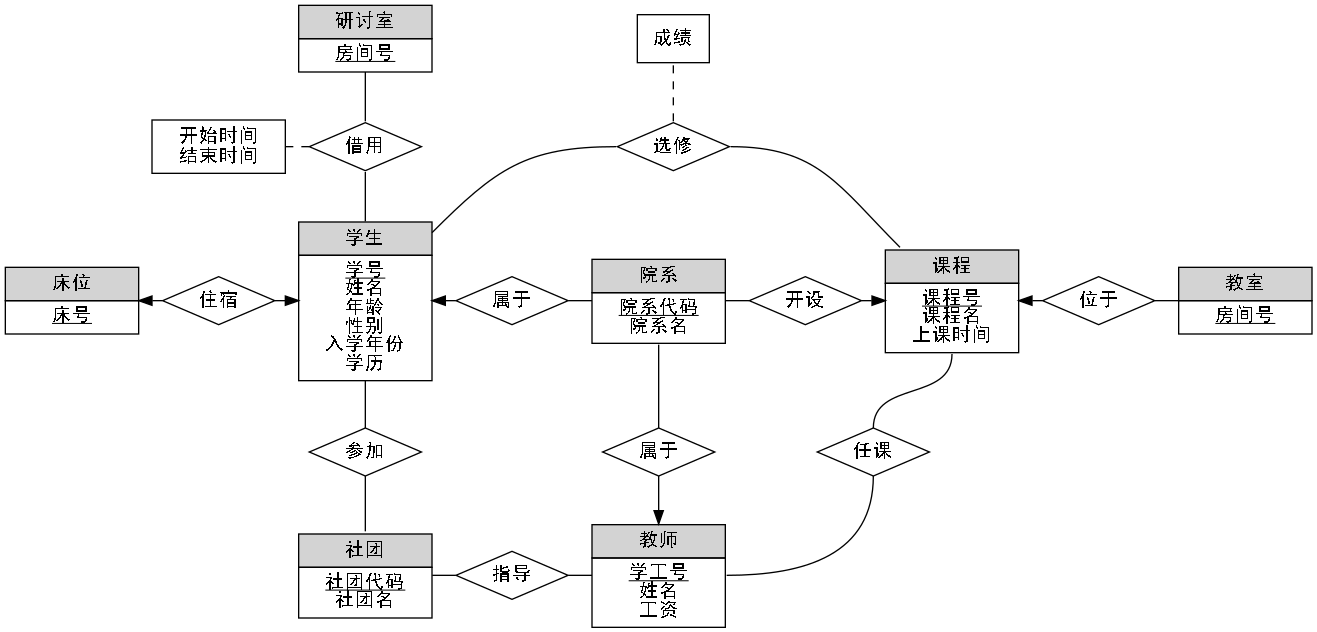 研讨室
房间号
成绩
开始时间
结束时间
借用
选修
学生
学号
姓名
年龄
性别
入学年份
学历
床位
床号
住宿
属于
院系
院系代码
院系名
开设
课程
课程号
课程名
上课时间
位于
教室
房间号
参加
属于
任课
社团
社团代码
社团名
指导
教师
学工号
姓名
工资